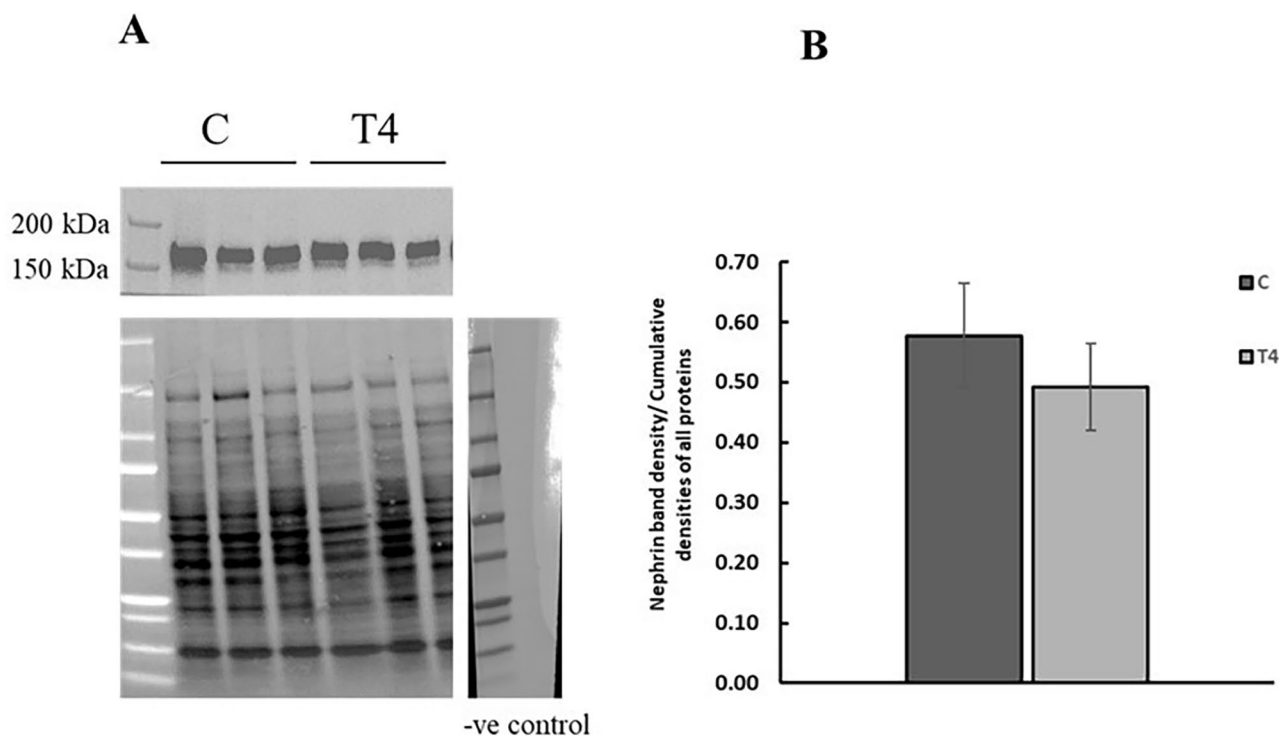 A
B
C
T4
200 kDa
150 kDa
-ve control
Nephrin band density/ Cumulative
densities of all proteins
0.70
0.60
0.50
0.40
0.30
0.20
0.10
0.00
C
T4